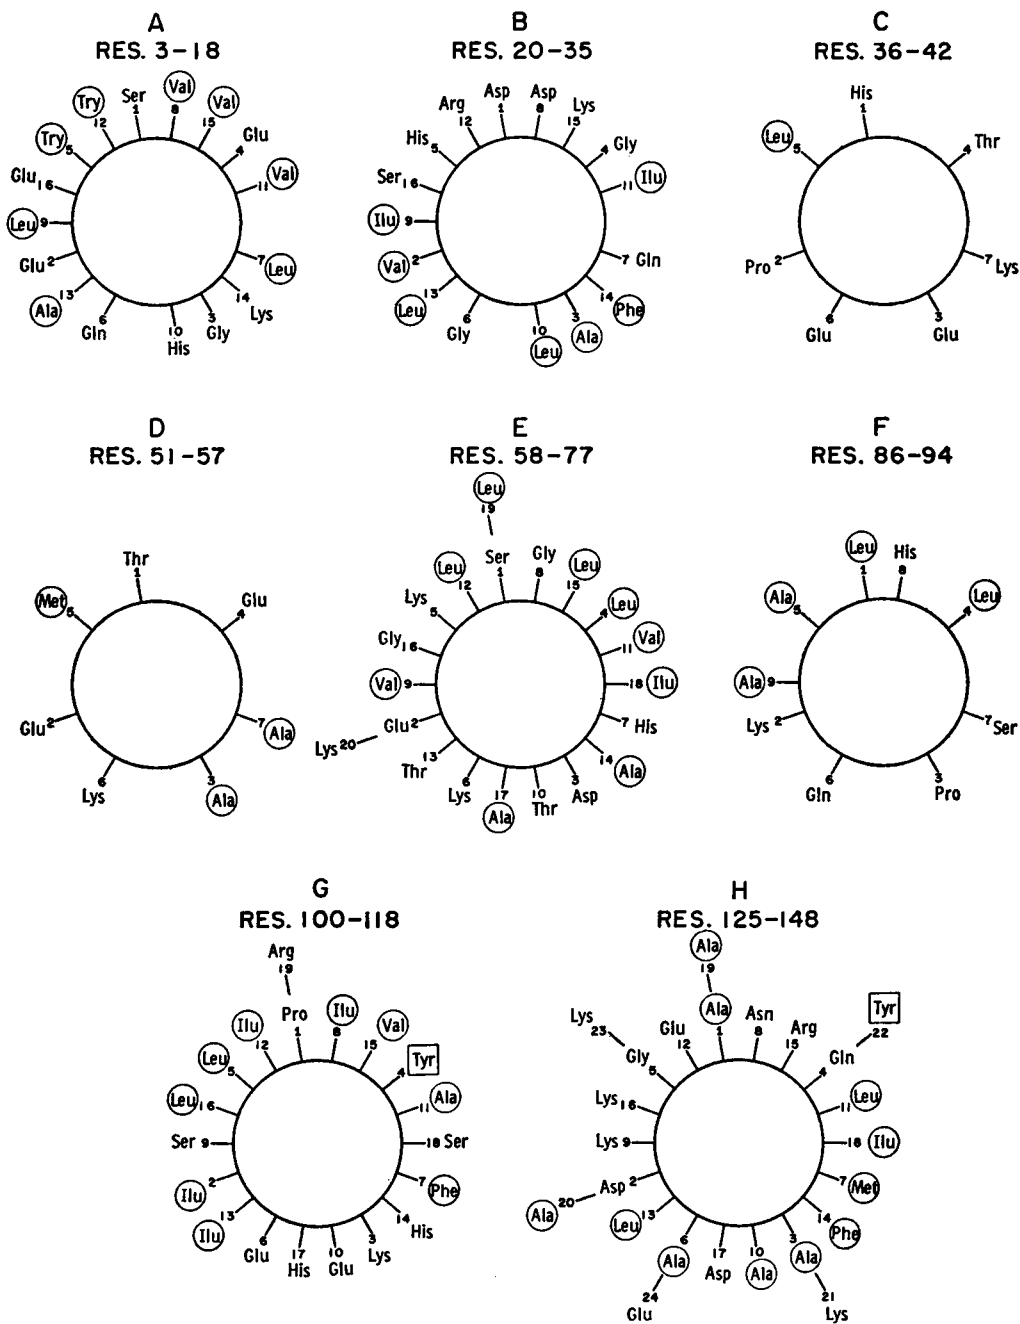 A
RES. 3-18
Ser 1
Val 8
Val 15
Glu 4
Val 11
Leu 7
Lys 14
Gly 3
His 10
Gln 6
Ala 13
Glu 2
Leu 9
Glu 16
Try 5
Try 12
B
RES. 20-35
Asp 1
Asp 8
Lys 15
Gly 4
Ilu 11
Gln 7
Phe 14
Ala 3
Leu 10
Gly 6
Leu 13
Val 2
Ilu 9
Ser 16
His 5
Arg 12
C
RES. 36-42
His 1
Thr 4
Lys 7
Glu 3
Glu 6
Pro 2
Leu 5
D
RES. 51-57
Thr 1
Glu 4
Ala 7
Ala 3
Lys 6
Glu 2
Met 5
E
RES. 58-77
Leu 19
Ser 1
Gly 8
Leu 15
Leu 4
Val 11
Ilu 18
His 7
Ala 14
Asp 3
Thr 10
Ala 17
Lys 6
Thr 13
Glu 2
Lys 20
Val 9
Gly 16
Lys 5
Leu 12
F
RES. 86-94
Leu 1
His 8
Leu 4
Ser 7
Pro 3
Gln 6
Lys 2
Ala 9
Ala 5
G
RES. 100-118
Arg 19
Pro 1
Ilu 8
Val 15
Tyr 4
Ala 11
Ser 18
Phe 7
His 14
Lys 3
Glu 10
His 17
Glu 6
Ilu 13
Ilu 2
Ser 9
Leu 16
Leu 5
Ilu 12
H
RES. 125-148
Ala 19
Ala 1
Asn 8
Arg 15
Gln 4
Tyr 22
Leu 11
Ilu 18
Met 7
Phe 14
Ala 3
Lys 21
Ala 10
Asp 17
Ala 6
Glu 24
Leu 13
Asp 2
Ala 20
Lys 9
Lys 16
Gly 5
Lys 23
Glu 12